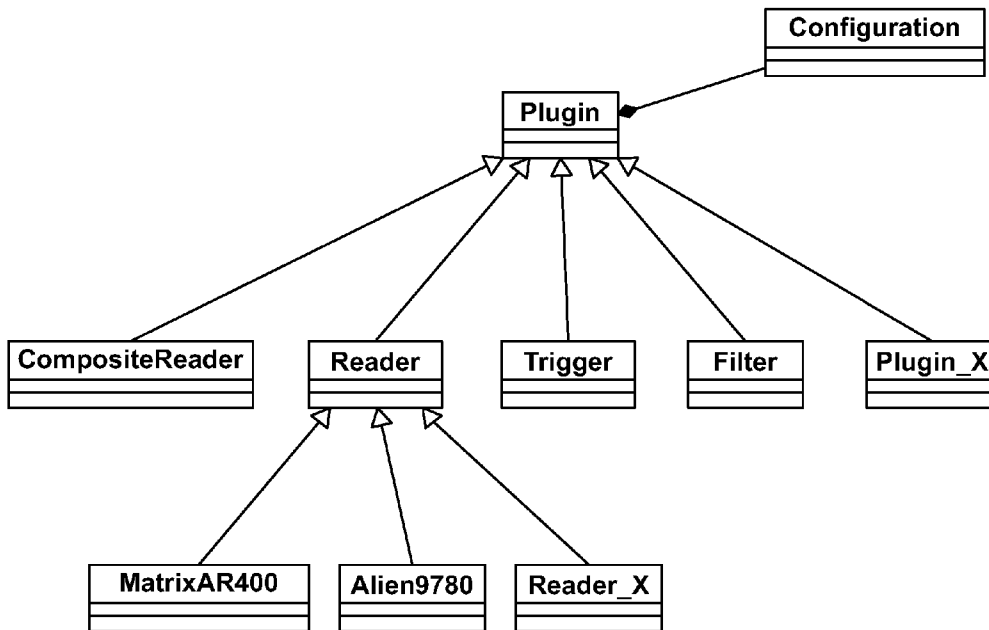 Configuration
Plugin
CompositeReader
Reader
Trigger
Filter
Plugin_X
MatrixAR400
Alien9780
Reader_X